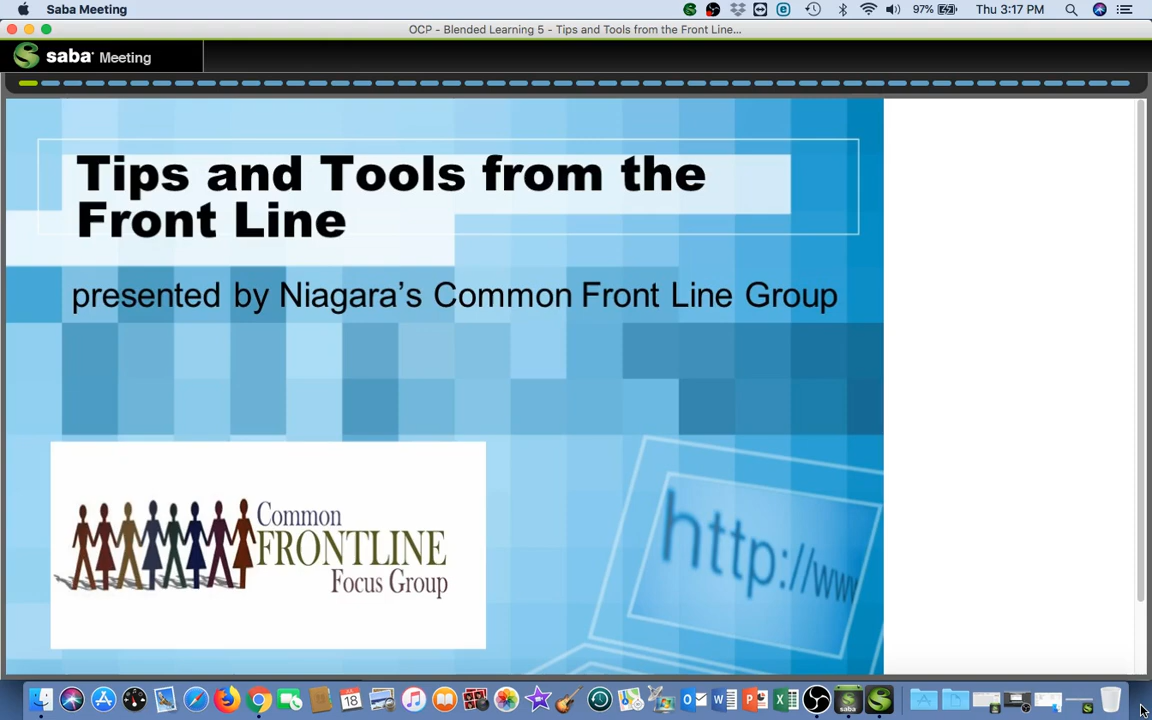 Saba Meeting
97%
Thu 3:17 PM
OCP - Blended Learning 5 - Tips and Tools from the Front Line...
saba Meeting
Tips and Tools from the
Front Line
presented by Niagara’s Common Front Line Group
Common
FRONTLINE
Focus Group
http://ww
18
saba